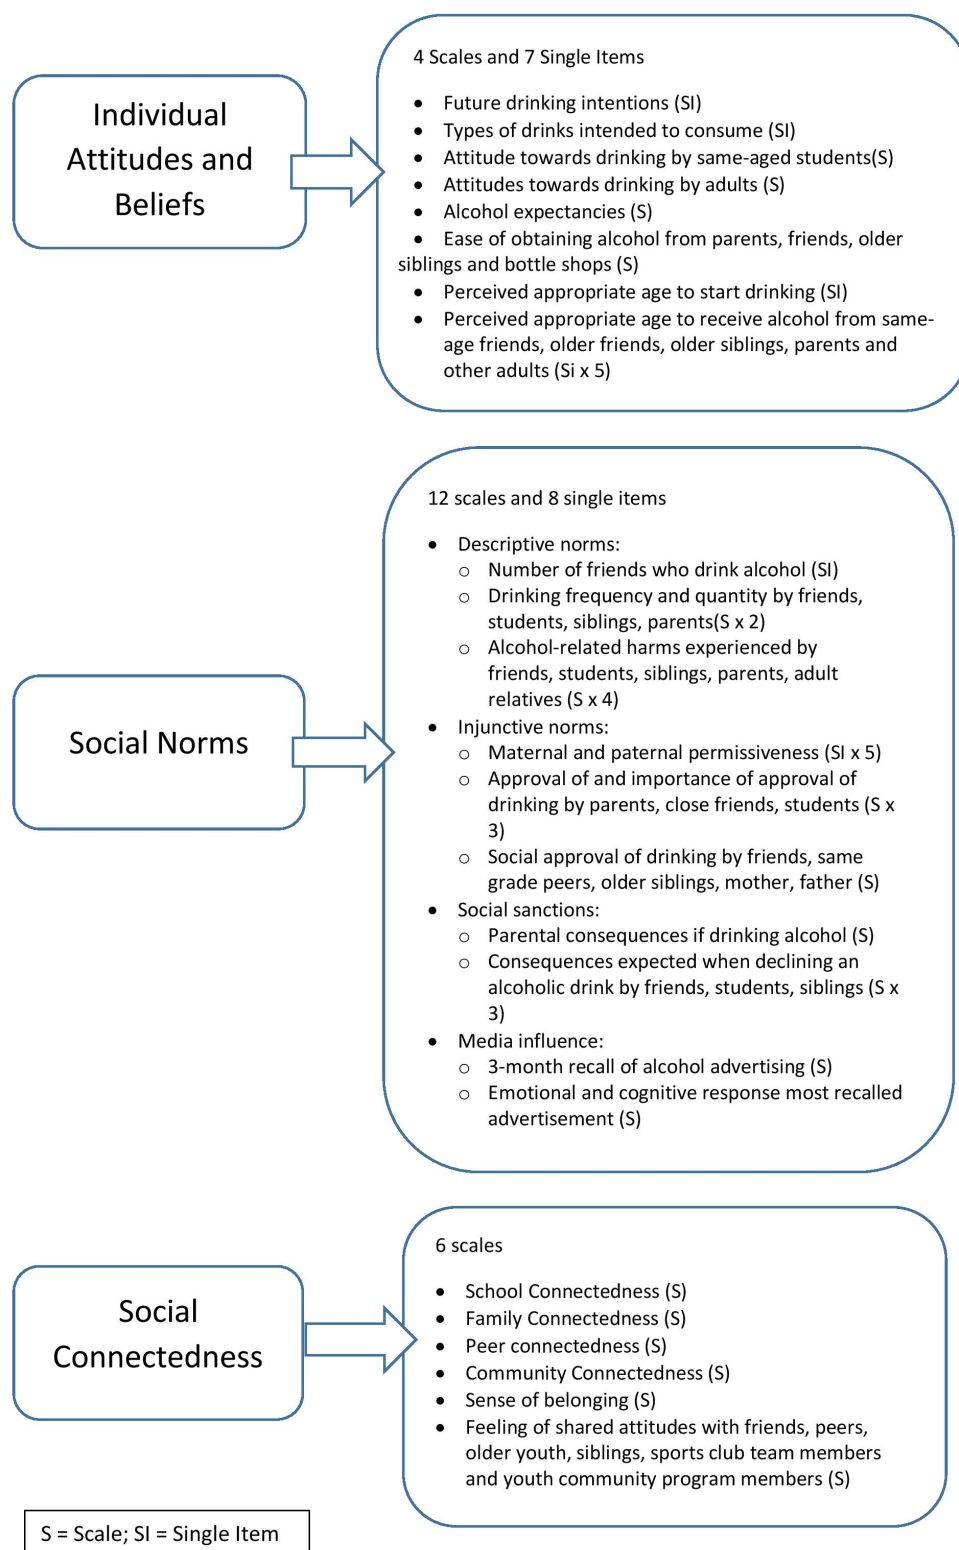 Individual
Attitudes and
Beliefs
4 Scales and 7 Single Items
• Future drinking intentions (SI)
• Types of drinks intended to consume (SI)
• Attitude towards drinking by same-aged students(S)
• Attitudes towards drinking by adults (S)
• Alcohol expectancies (S)
• Ease of obtaining alcohol from parents, friends, older
siblings and bottle shops (S)
• Perceived appropriate age to start drinking (SI)
• Perceived appropriate age to receive alcohol from same-
age friends, older friends, older siblings, parents and
other adults (Si x 5)
Social Norms
12 scales and 8 single items
• Descriptive norms:
o Number of friends who drink alcohol (SI)
o Drinking frequency and quantity by friends,
students, siblings, parents(S x 2)
o Alcohol-related harms experienced by
friends, students, siblings, parents, adult
relatives (S x 4)
• Injunctive norms:
o Maternal and paternal permissiveness (SI x 5)
o Approval of and importance of approval of
drinking by parents, close friends, students (S x
3)
o Social approval of drinking by friends, same
grade peers, older siblings, mother, father (S)
• Social sanctions:
o Parental consequences if drinking alcohol (S)
o Consequences expected when declining an
alcoholic drink by friends, students, siblings (S x
3)
• Media influence:
o 3-month recall of alcohol advertising (S)
o Emotional and cognitive response most recalled
advertisement (S)
Social
Connectedness
6 scales
• School Connectedness (S)
• Family Connectedness (S)
• Peer connectedness (S)
• Community Connectedness (S)
• Sense of belonging (S)
• Feeling of shared attitudes with friends, peers,
older youth, siblings, sports club team members
and youth community program members (S)
S = Scale; SI = Single Item